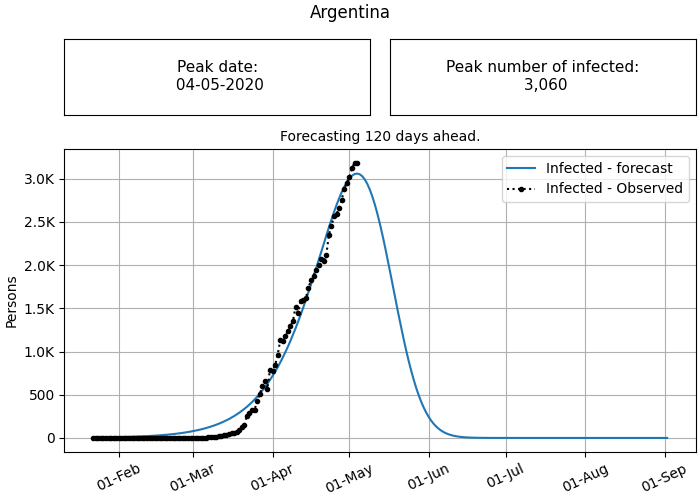 Argentina
Peak date:
04-05-2020
Peak number of infected:
3,060
Forecasting 120 days ahead.
Infected - forecast
Infected - Observed
Persons
3.0K
2.5K
2.0K
1.5K
1.0K
500
0
01-Feb
01-Mar
01-Apr
01-May
01-Jun
01-Jul
01-Aug
01-Sep